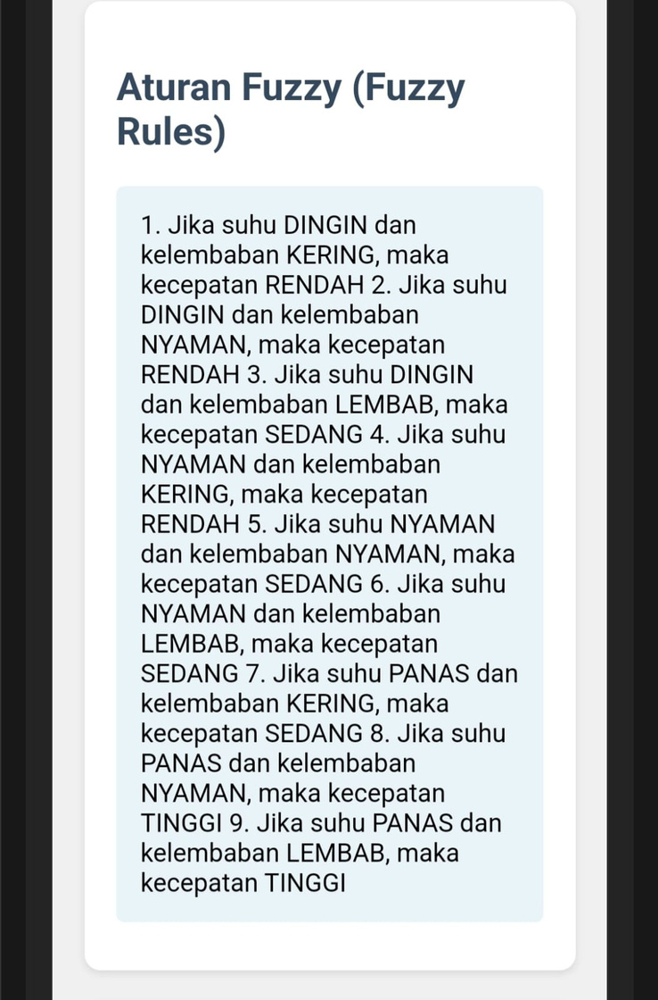 Aturan Fuzzy (Fuzzy
Rules)
1. Jika suhu DINGIN dan
kelembaban KERING, maka
kecepatan RENDAH 2. Jika suhu
DINGIN dan kelembaban
NYAMAN, maka kecepatan
RENDAH 3. Jika suhu DINGIN
dan kelembaban LEMBAB, maka
kecepatan SEDANG 4. Jika suhu
NYAMAN dan kelembaban
KERING, maka kecepatan
RENDAH 5. Jika suhu NYAMAN
dan kelembaban NYAMAN, maka
kecepatan SEDANG 6. Jika suhu
NYAMAN dan kelembaban
LEMBAB, maka kecepatan
SEDANG 7. Jika suhu PANAS dan
kelembaban KERING, maka
kecepatan SEDANG 8. Jika suhu
PANAS dan kelembaban
NYAMAN, maka kecepatan
TINGGI 9. Jika suhu PANAS dan
kelembaban LEMBAB, maka
kecepatan TINGGI